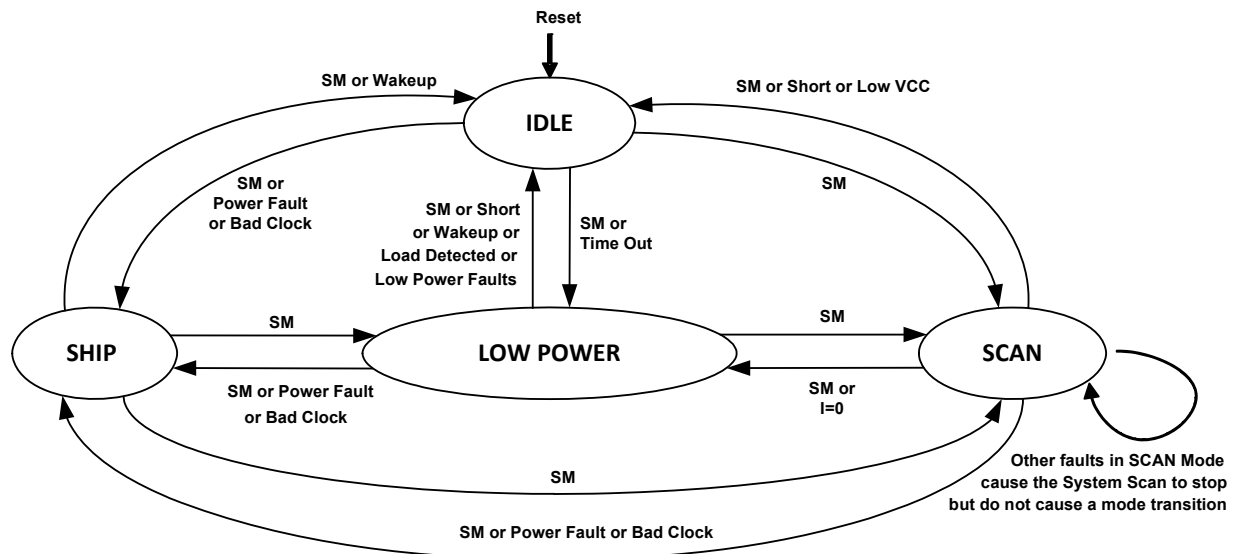 Reset
SM or Wakeup
SM or Short or Low VCC
IDLE
SM or
Power Fault
or Bad Clock
SM or Short
or Wakeup or
Load Detected or
Low Power Faults
SM or
Time Out
SM
SHIP
SM
LOW POWER
SM
SCAN
SM or Power Fault
or Bad Clock
SM or
I=0
Other faults in SCAN Mode
cause the System Scan to stop
but do not cause a mode transition
SM
SM or Power Fault or Bad Clock